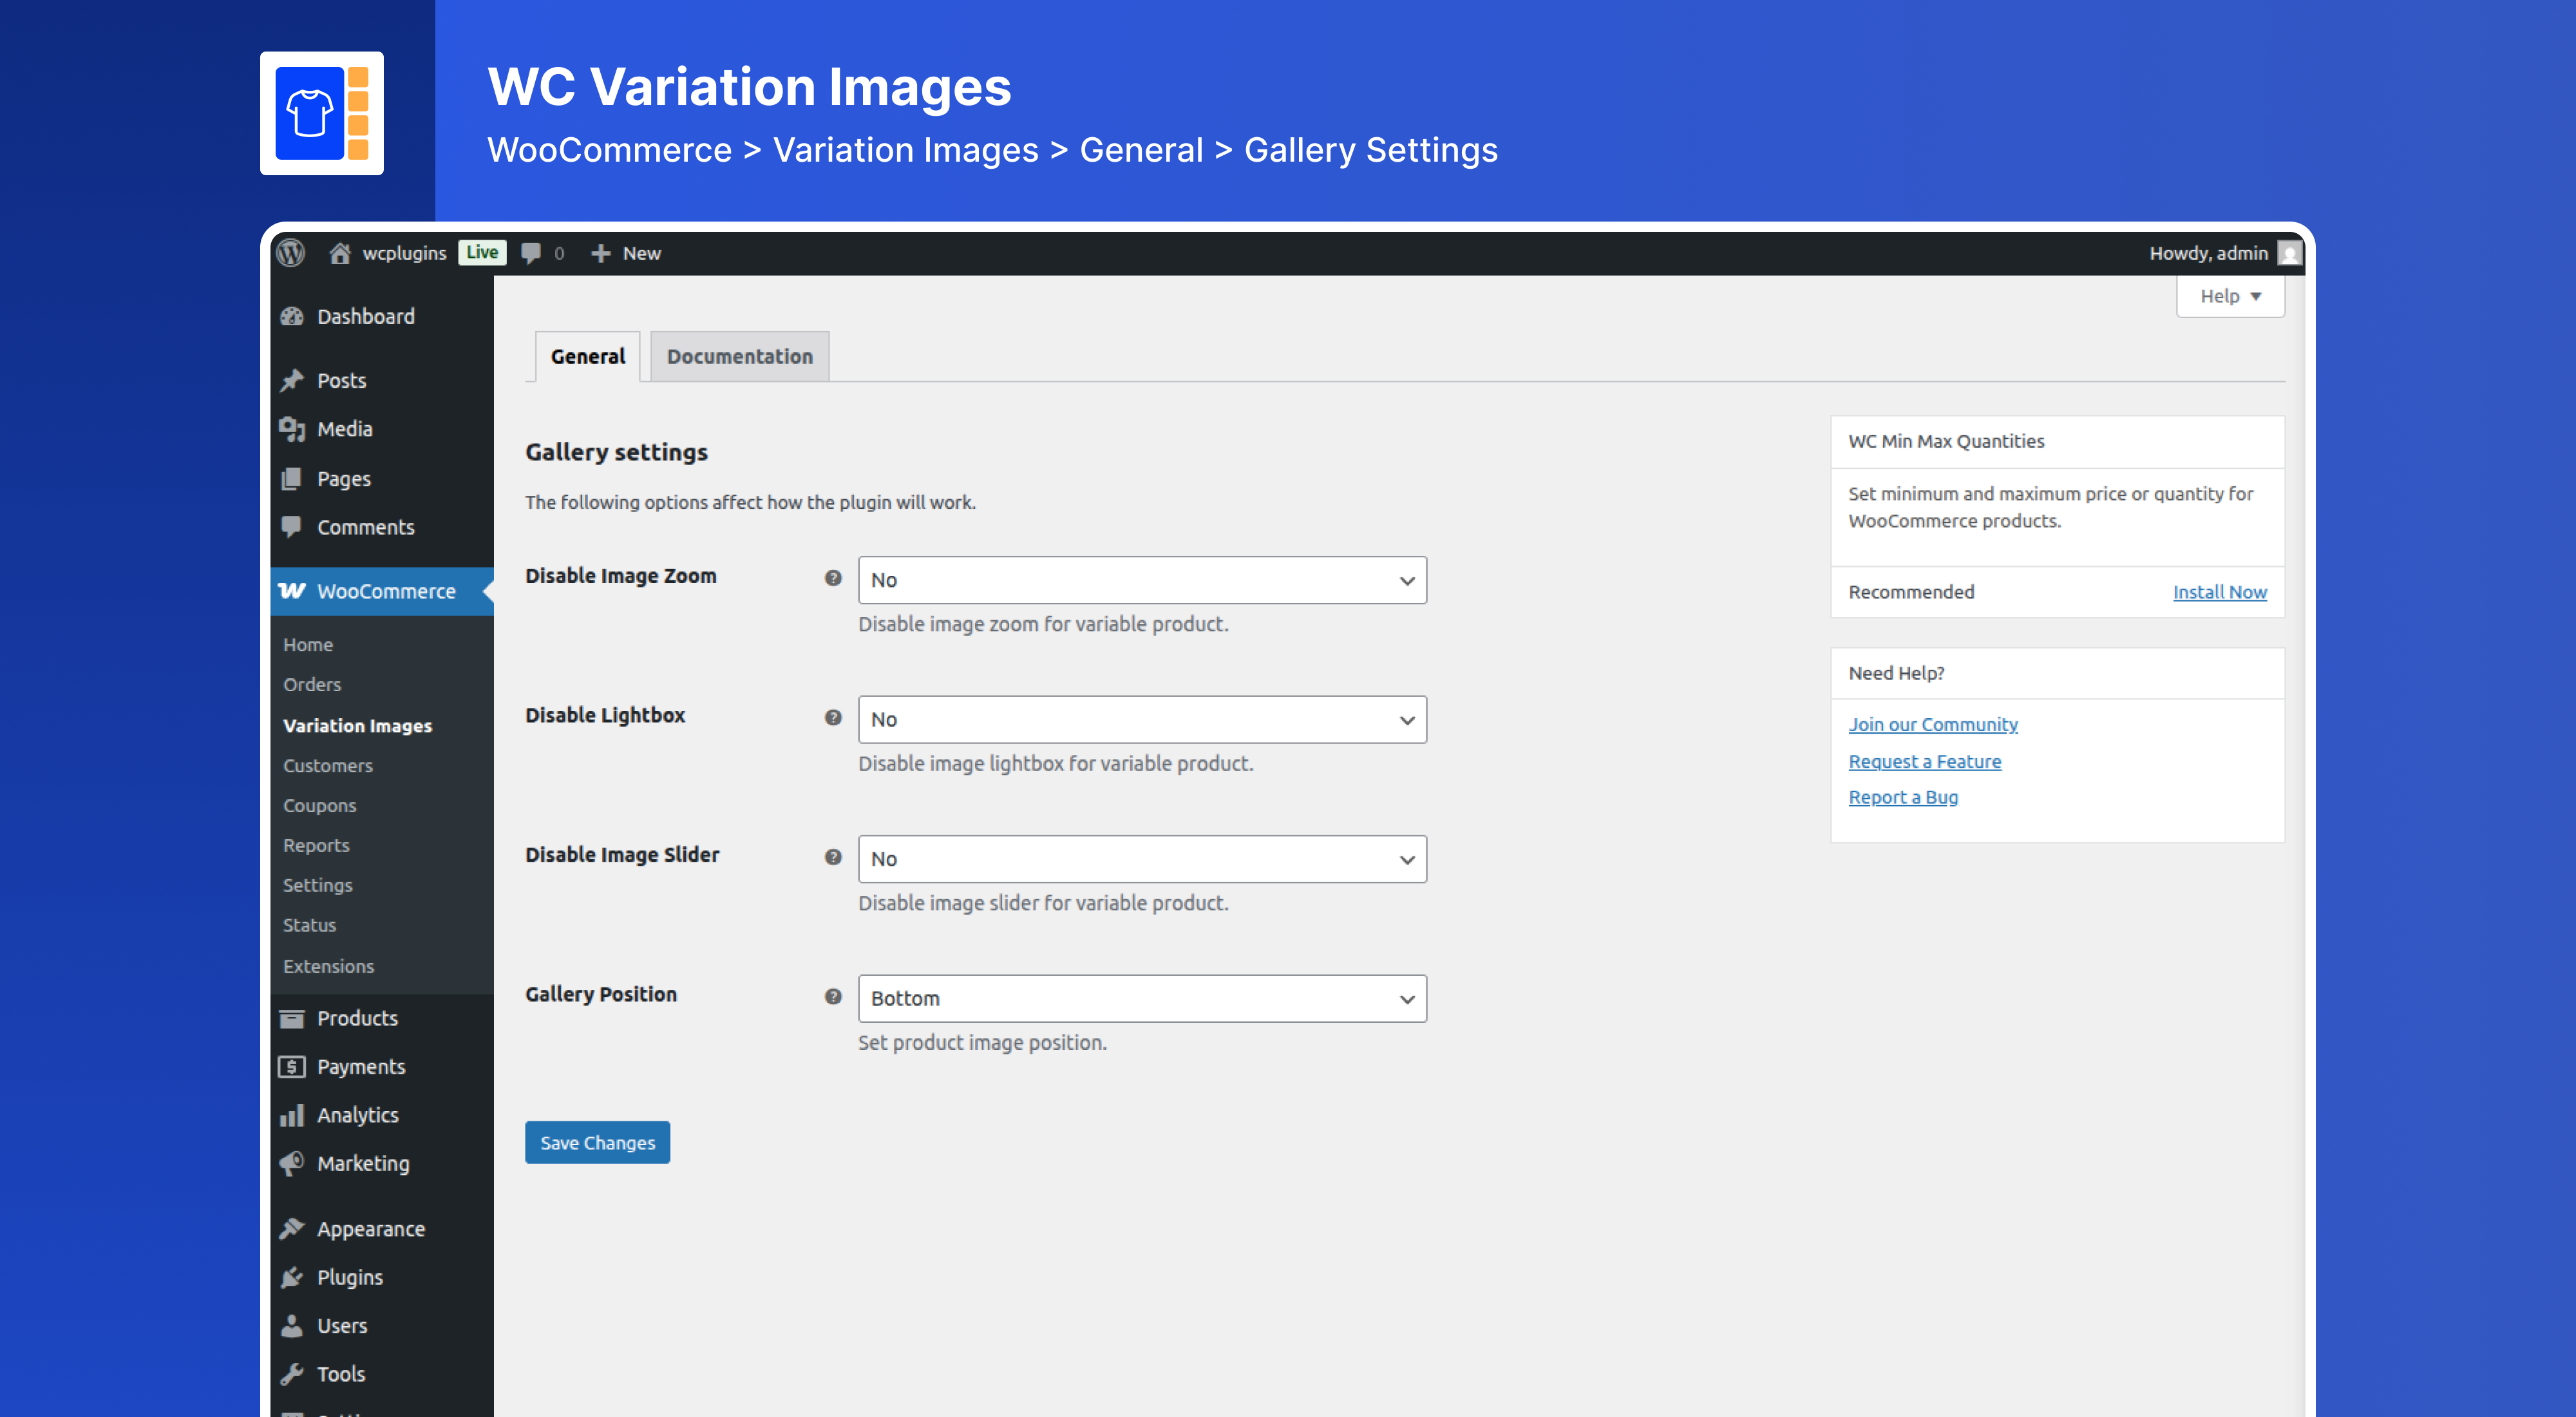 WC Variation Images
WooCommerce > Variation Images > General > Gallery Settings
wcplugins Live 0 New
Howdy, admin
Help
Dashboard
Posts
Media
Pages
Comments
WooCommerce
Home
Orders
Variation Images
Customers
Coupons
Reports
Settings
Status
Extensions
Products
Payments
Analytics
Marketing
Appearance
Plugins
Users
Tools
General
Documentation
Gallery settings
The following options affect how the plugin will work.
Disable Image Zoom
No
Disable image zoom for variable product.
Disable Lightbox
No
Disable image lightbox for variable product.
Disable Image Slider
No
Disable image slider for variable product.
Gallery Position
Bottom
Set product image position.
Save Changes
WC Min Max Quantities
Set minimum and maximum price or quantity for
WooCommerce products.
Recommended
Install Now
Need Help?
Join our Community
Request a Feature
Report a Bug